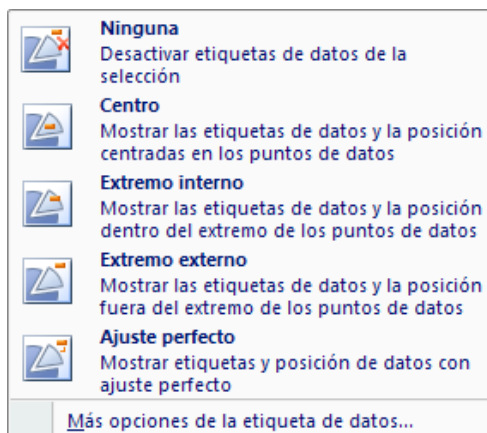 Ninguna
Desactivar etiquetas de datos de la
selección
Centro
Mostrar las etiquetas de datos y la posición
centradas en los puntos de datos
Extremo interno
Mostrar las etiquetas de datos y la posición
dentro del extremo de los puntos de datos
Extremo externo
Mostrar las etiquetas de datos y la posición
fuera del extremo de los puntos de datos
Ajuste perfecto
Mostrar etiquetas y posición de datos con
ajuste perfecto
Más opciones de la etiqueta de datos...